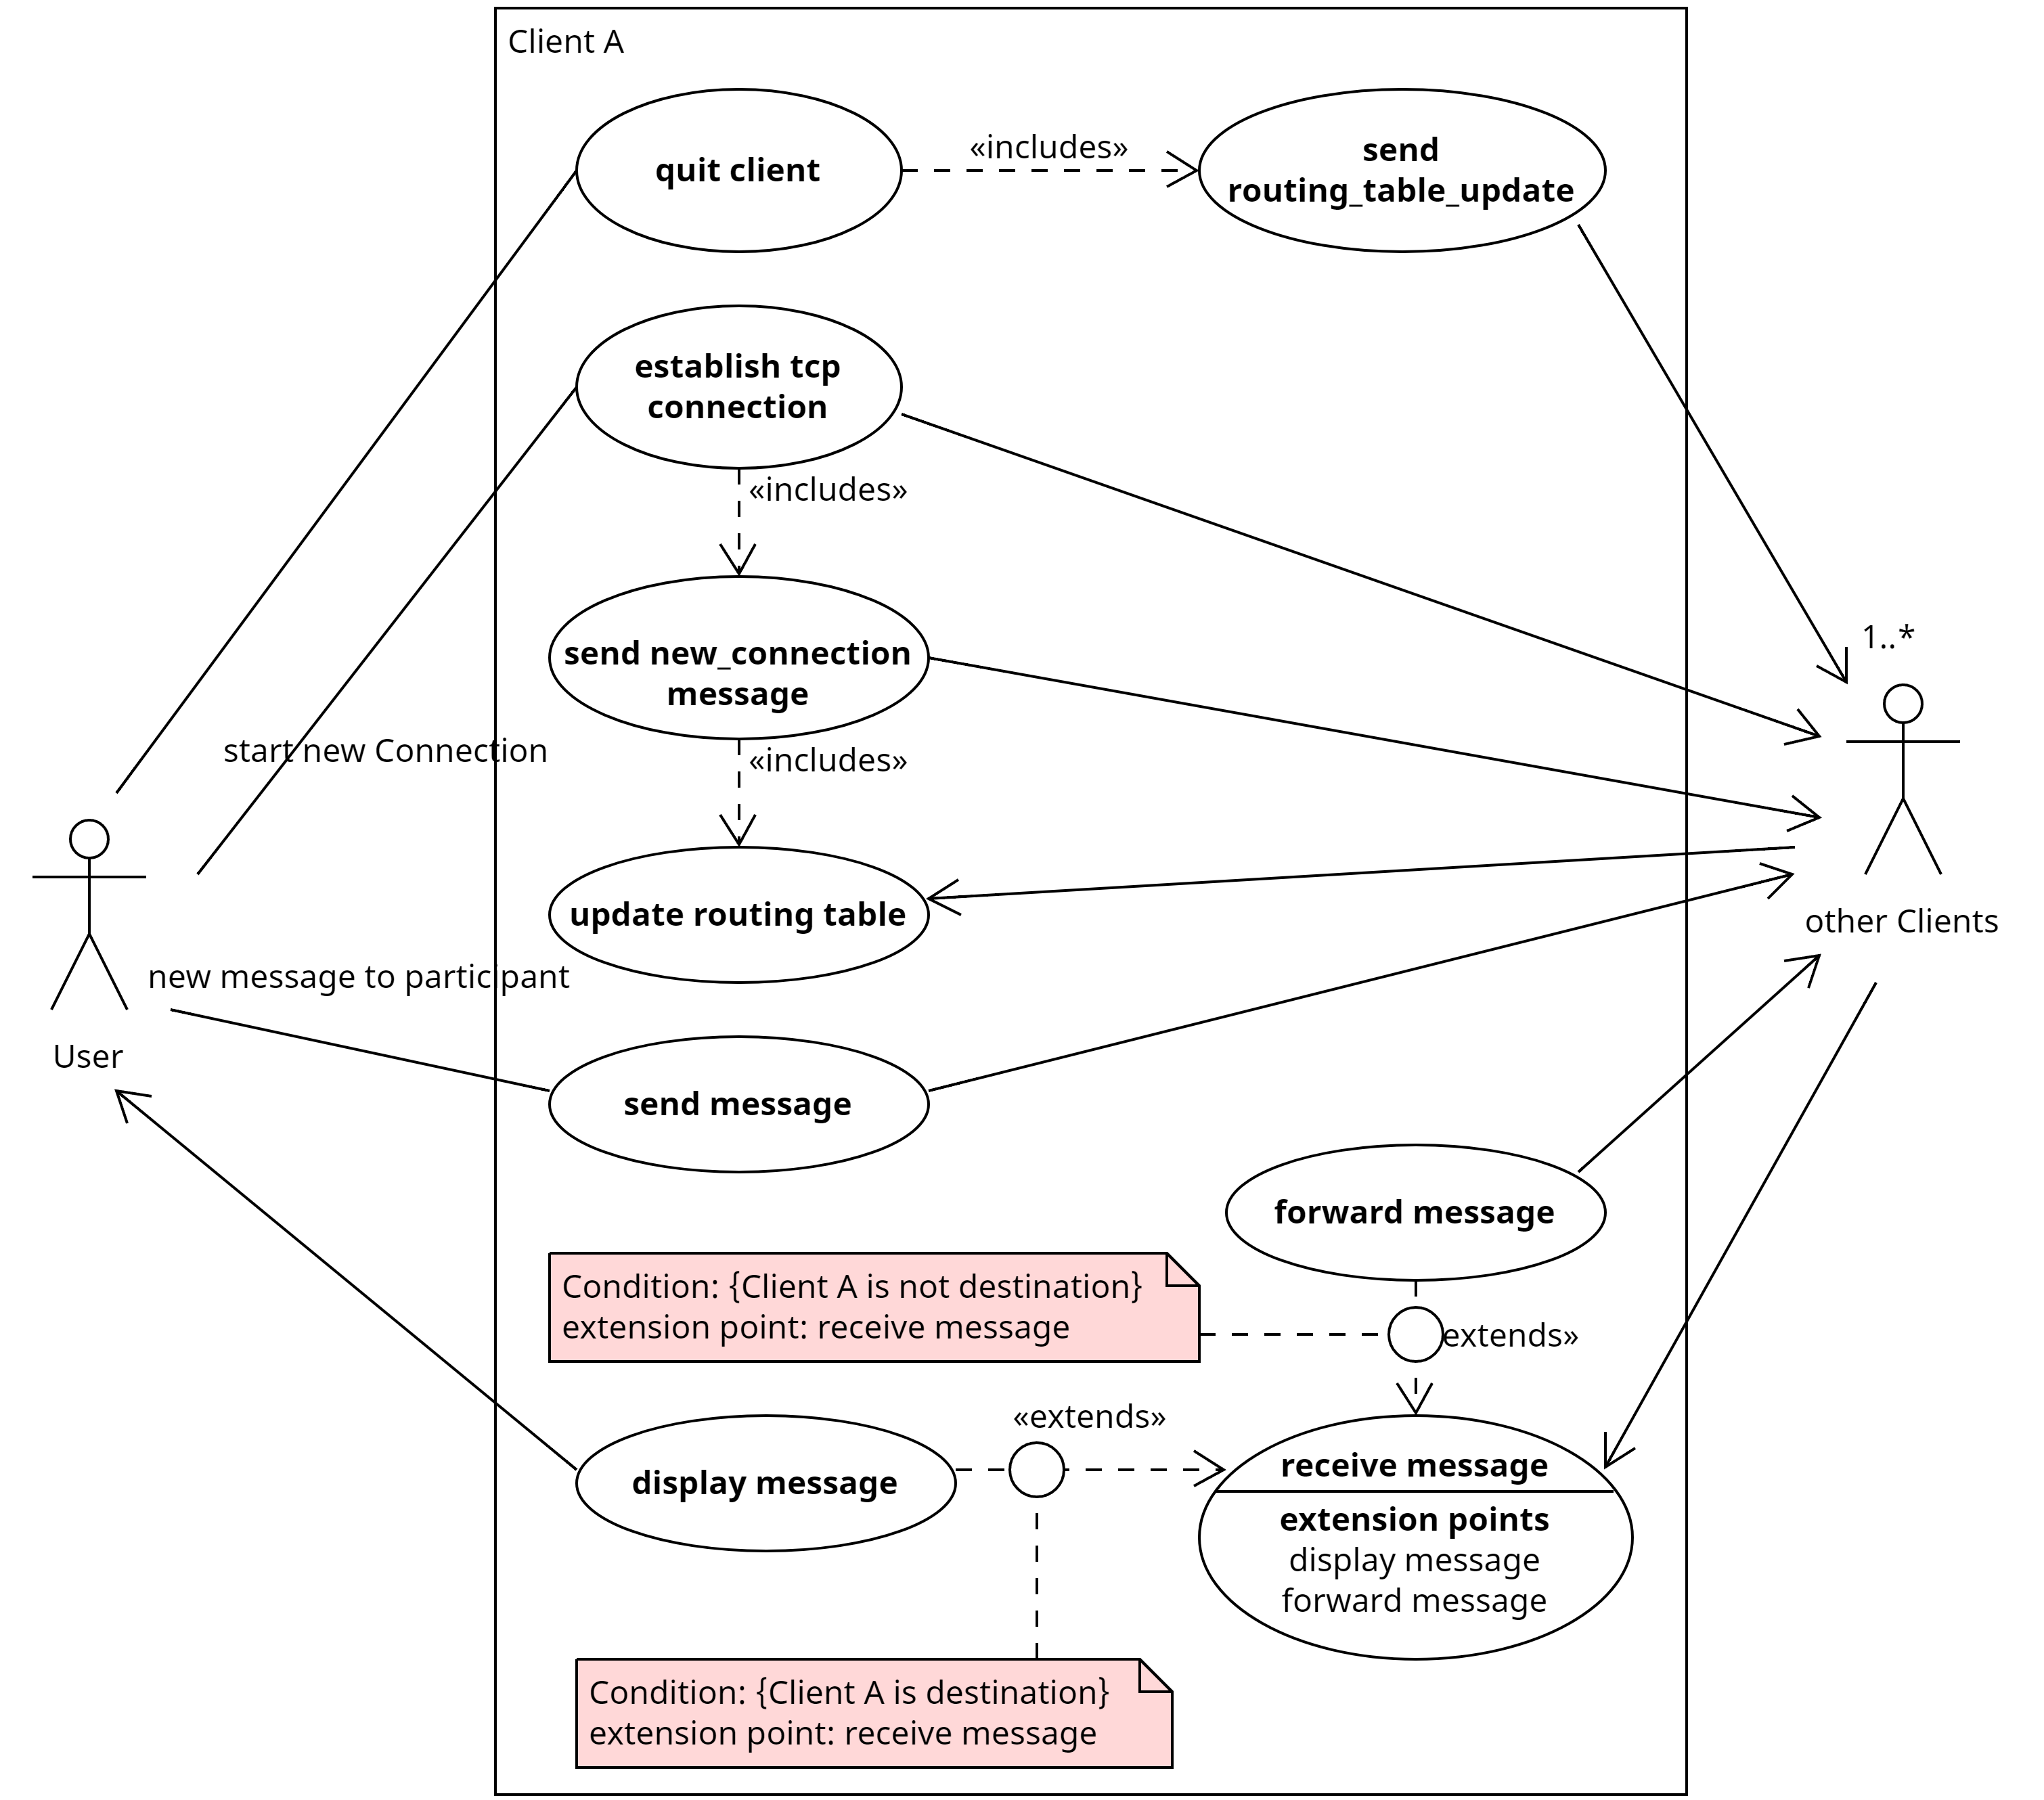 Client A
quit client
«includes»
send
routing_table_update
establish tcp
connection
«includes»
send new_connection
message
1..*
start new Connection
«includes»
update routing table
other Clients
new message to participant
User
send message
forward message
Condition: {Client A is not destination}
extension point: receive message
extends»
«extends»
display message
receive message
extension points
display message
forward message
Condition: {Client A is destination}
extension point: receive message